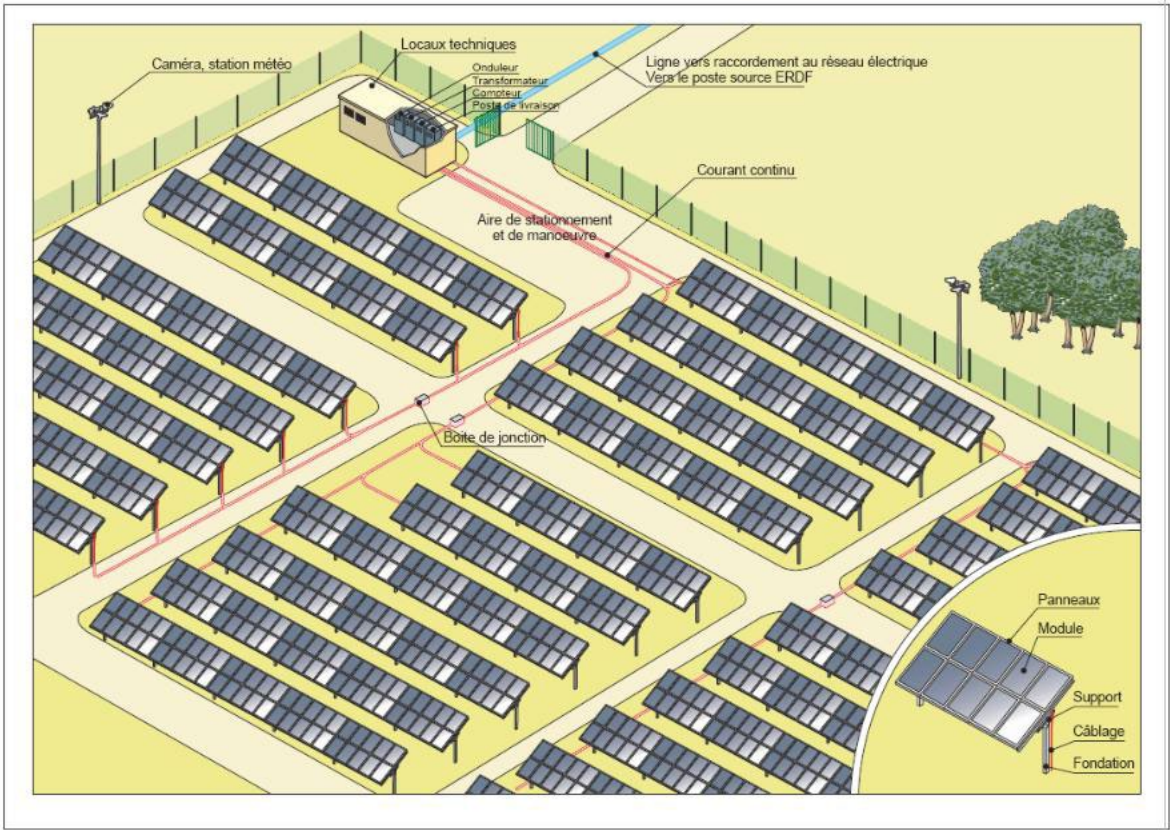 Locaux techniques
Caméra, station météo
Onduleur
Transformateur
Compteur
Poste de livraison
Ligne vers raccordement au réseau électrique
Vers le poste source ERDF
Courant continu
Aire de stationnement
et de manoeuvre
Boite de jonction
Panneaux
Module
Support
Câblage
Fondation